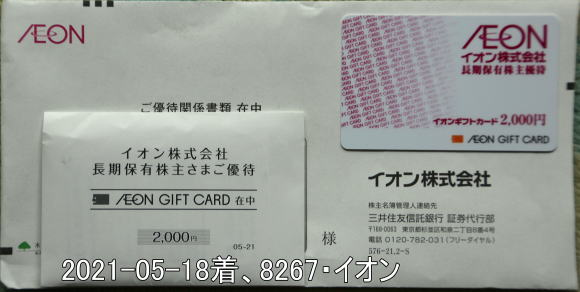 ÆON
ご優待関係書類 在中
イオン株式会社
長期保有株主さまご優待
ÆON GIFT CARD 在中
2,000円
05-21
木
様
ÆON
イオン株式会社
長期保有株主優待
イオンギフトカード 2,000円
ÆON GIFT CARD
イオン株式会社
株主名簿管理人連絡先
三井住友信託銀行 証券代行部
〒168-0063 東京都杉並区和泉二丁目8番4号
電話 0120-782-031(フリーダイヤル)
576-21.2-S
2021-05-18着、8267・イオン